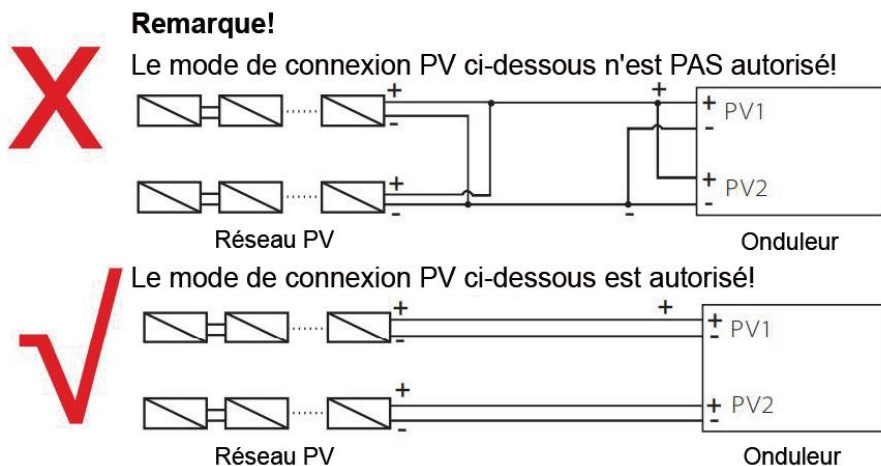 Remarque!
Le mode de connexion PV ci-dessous n'est PAS autorisé!
+ + + PV1
- -
+ + PV2
- - -
Réseau PV Onduleur
Le mode de connexion PV ci-dessous est autorisé!
+ + + PV1
- -
+ + PV2
- -
Réseau PV Onduleur